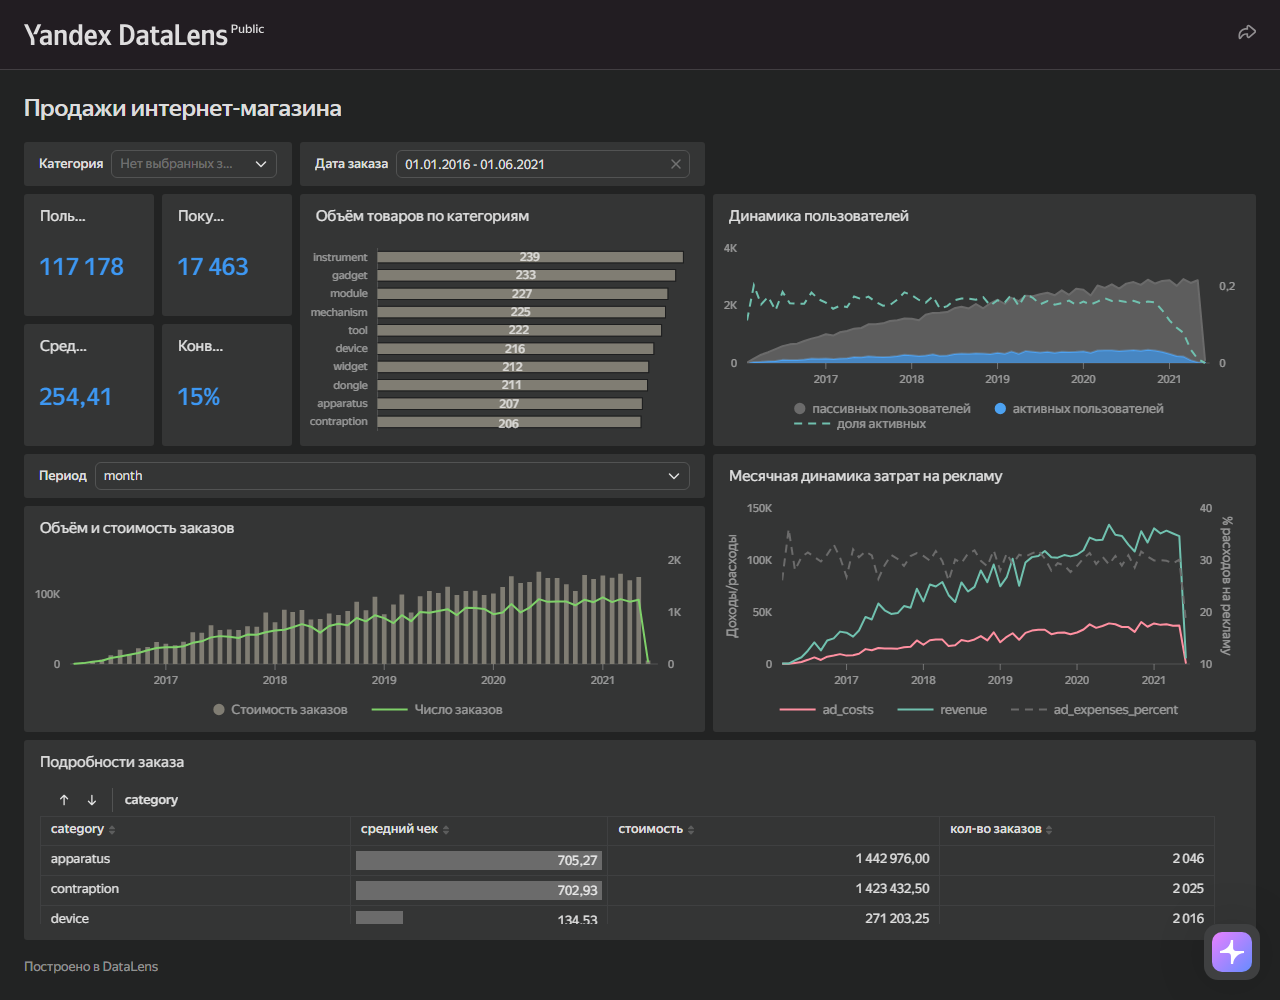 Yandex DataLens Public
Продажи интернет-магазина
Категория
Нет выбранных з...
Дата заказа
01.01.2016 - 01.06.2021
Поль...
117 178
Поку...
17 463
Сред...
254,41
Конв...
15%
Объём товаров по категориям
instrument 239
gadget 233
module 227
mechanism 225
tool 222
device 216
widget 212
dongle 211
apparatus 207
contraption 206
Динамика пользователей
4K
2K
0
0,2
0
2017 2018 2019 2020 2021
пассивных пользователей активных пользователей
доля активных
Период
month
Объём и стоимость заказов
100K
0
2K
1K
0
2017 2018 2019 2020 2021
Стоимость заказов Число заказов
Месячная динамика затрат на рекламу
Доходы/расходы
150K
100K
50K
0
40
30
20
10
% расходов на рекламу
2017 2018 2019 2020 2021
ad_costs revenue ad_expenses_percent
Подробности заказа
↑ ↓ category
category средний чек стоимость кол-во заказов
apparatus 705,27 1 442 976,00 2 046
contraption 702,93 1 423 432,50 2 025
device 134,53 271 203,25 2 016
Построено в DataLens